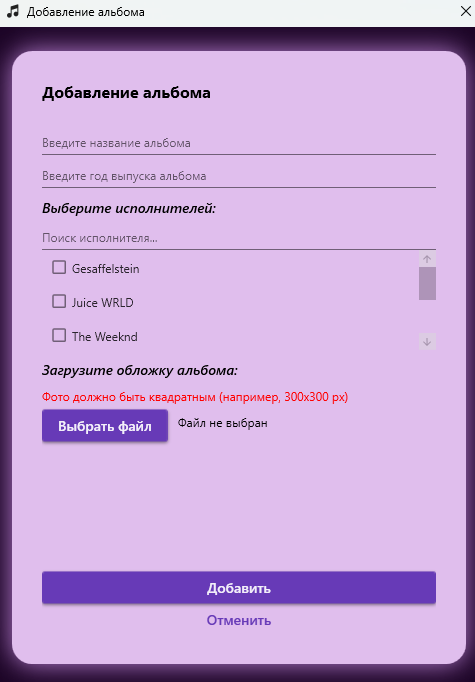 Добавление альбома
Добавление альбома
Введите название альбома
Введите год выпуска альбома
Выберите исполнителей:
Поиск исполнителя...
Gesaffelstein
Juice WRLD
The Weeknd
Загрузите обложку альбома:
Фото должно быть квадратным (например, 300x300 px)
Выбрать файл Файл не выбран
Добавить
Отменить